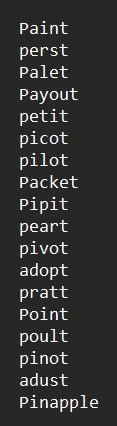 Paint
perst
Palet
Payout
petit
picot
pilot
Packet
Pipit
peart
pivot
adopt
pratt
Point
poult
pinot
adust
Pinapple